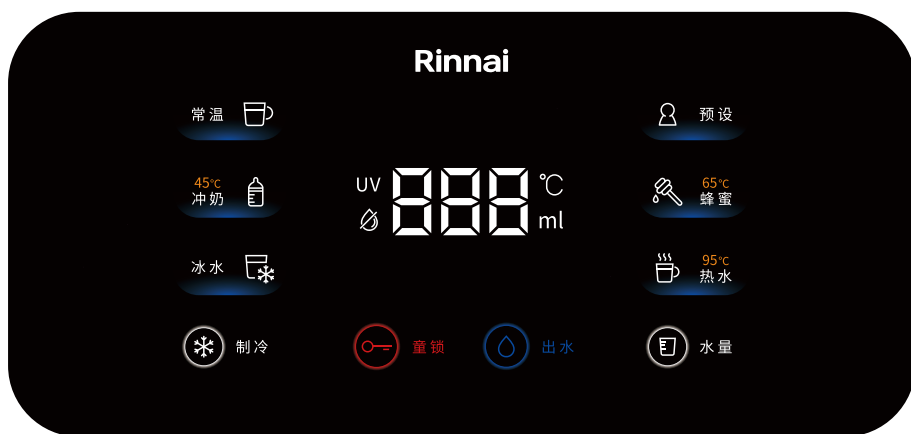 Rinnai
常温
预设
45℃
冲奶
UV
888
℃
ml
65℃
蜂蜜
冰水
95℃
热水
制冷
童锁
出水
水量